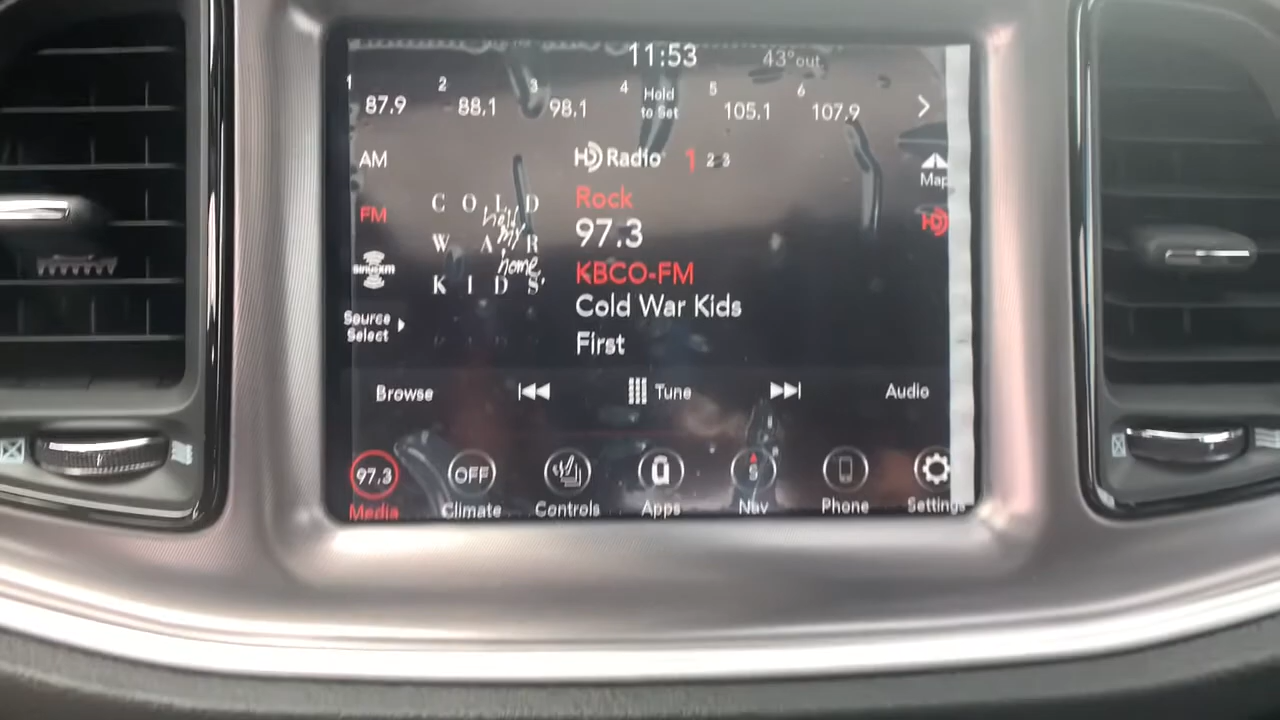 11:53 43°out
1 2 3 4 5 6
87.9 88.1 98.1 Hold to Set 105.1 107.9
AM
HD Radio 1 2 3
Map
Rock
FM
97.3
HD
COLD
hold my home
WAR
KIDS
siriusxm
KBCO-FM
Cold War Kids
Source Select
First
Browse Tune Audio
97.3 OFF S
Media Climate Controls Apps Nav Phone Settings